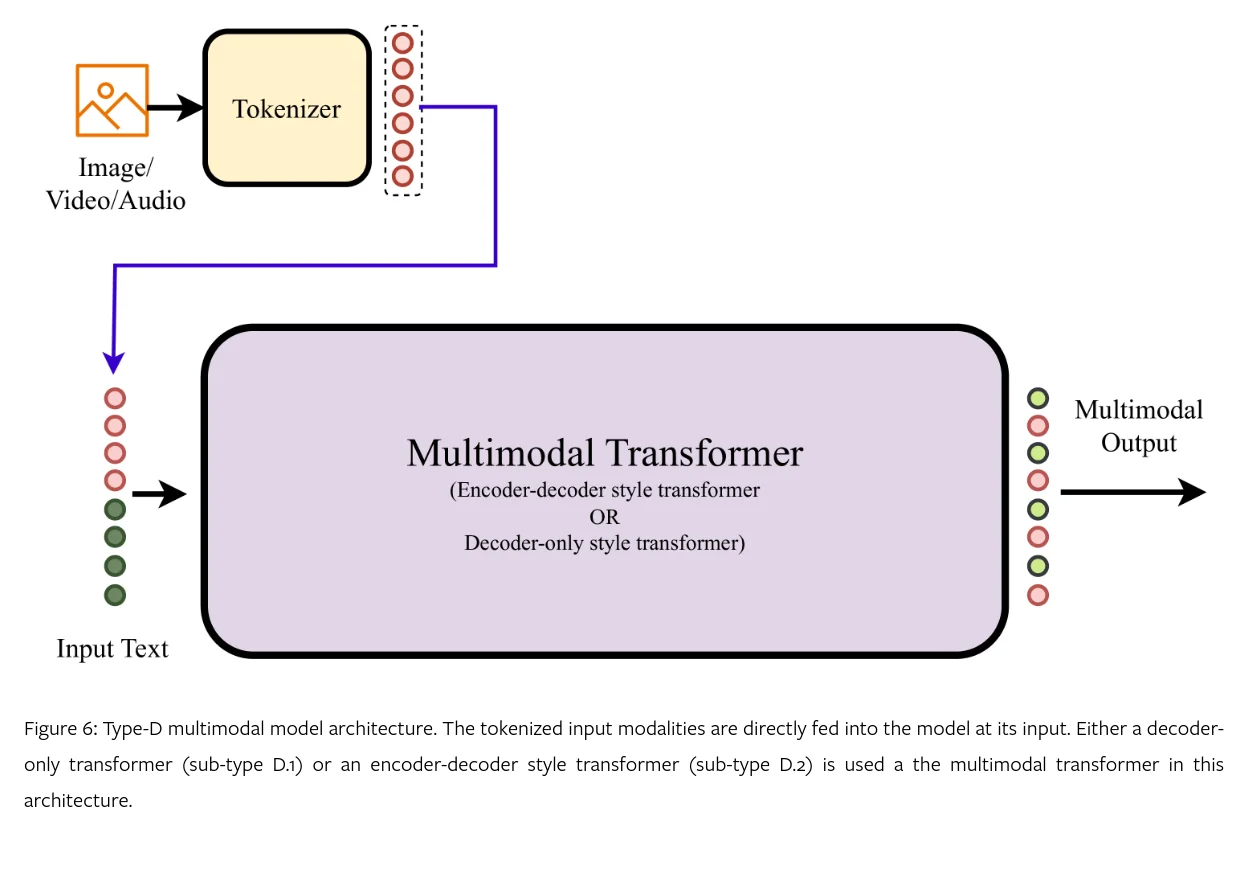 Tokenizer
Image/
Video/Audio
Multimodal Transformer
(Encoder-decoder style transformer
OR
Decoder-only style transformer)
Multimodal
Output
Input Text
Figure 6: Type-D multimodal model architecture. The tokenized input modalities are directly fed into the model at its input. Either a decoder-
only transformer (sub-type D.1) or an encoder-decoder style transformer (sub-type D.2) is used a the multimodal transformer in this
architecture.